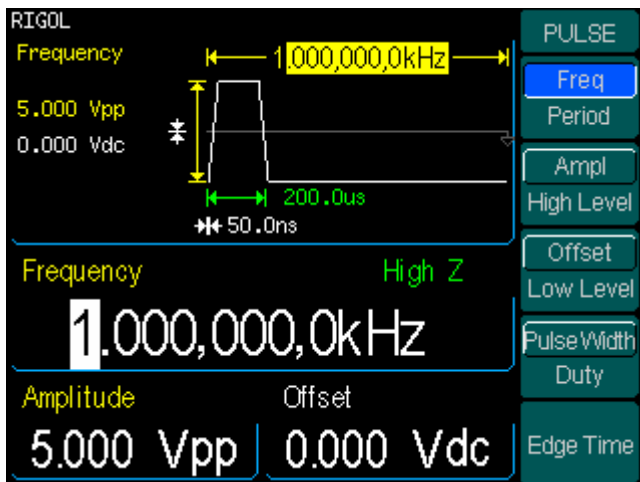 RIGOL
Frequency
1.000,000,0kHz
5.000 Vpp
0.000 Vdc
200.0us
50.0ns
Frequency
High Z
1.000,000,0kHz
Amplitude
Offset
5.000 Vpp
0.000 Vdc
PULSE
Freq
Period
Ampl
High Level
Offset
Low Level
PulseWidth
Duty
Edge Time